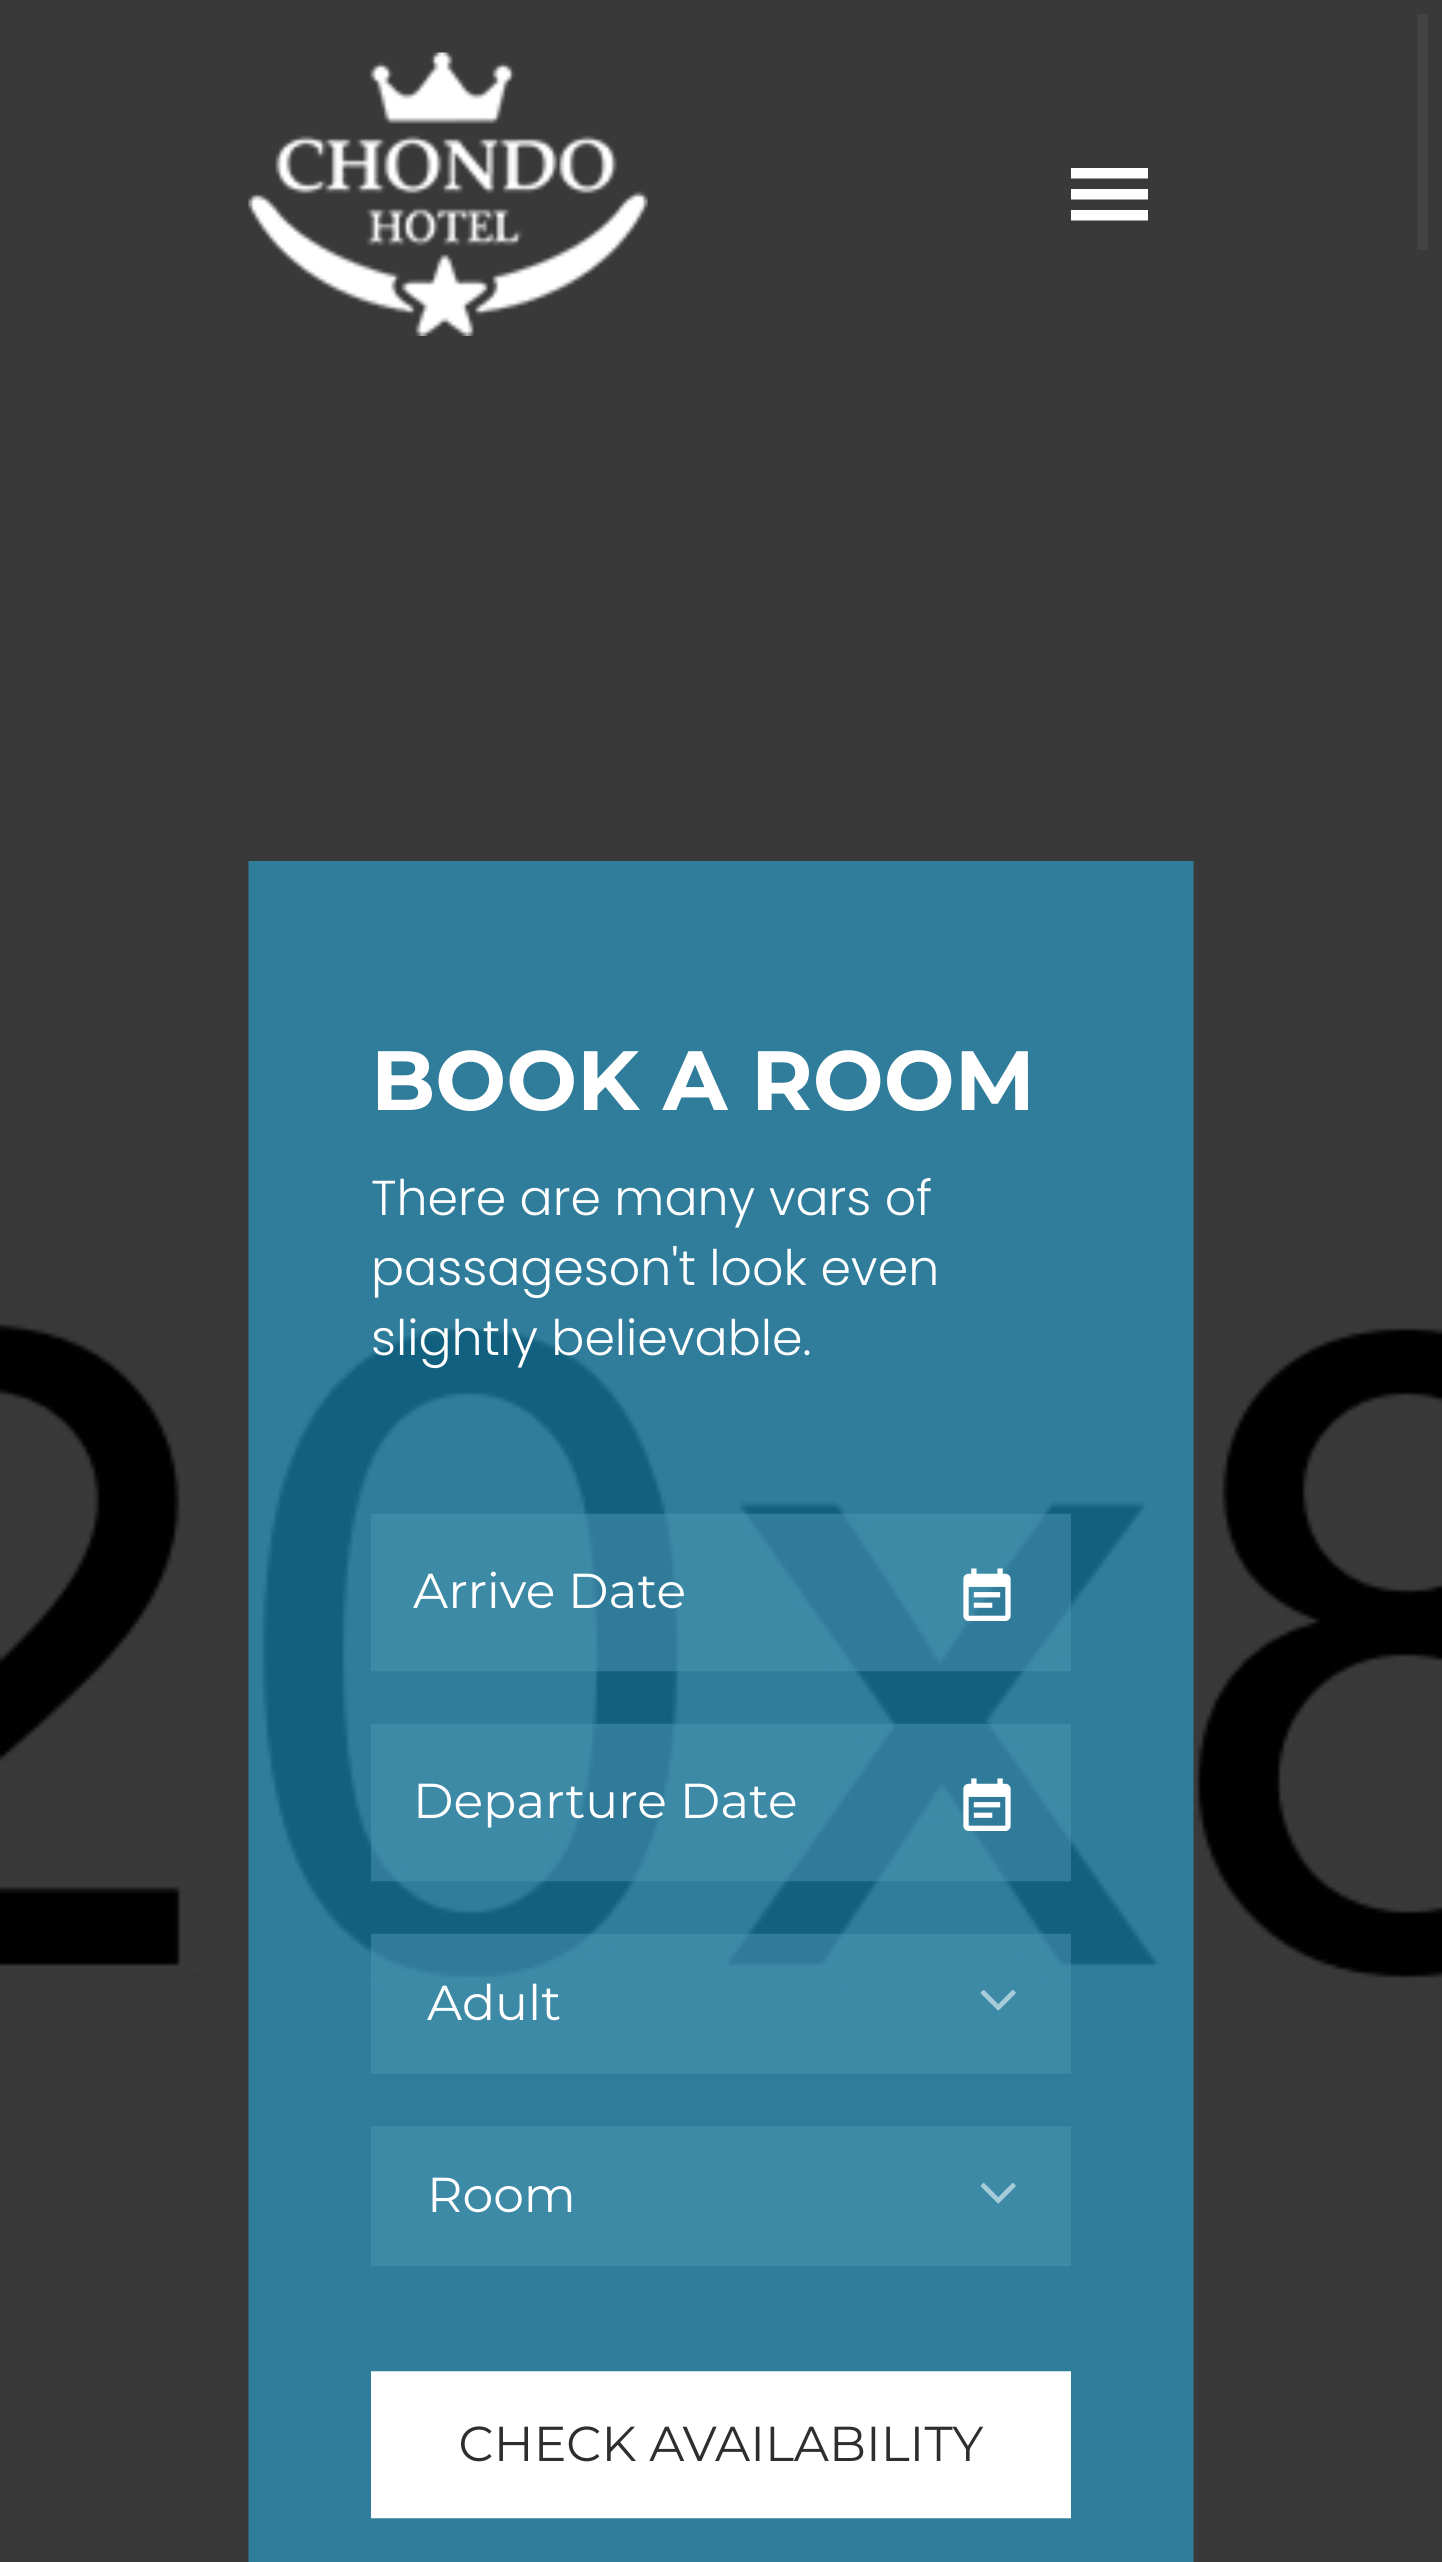 CHONDO
HOTEL
BOOK A ROOM
There are many vars of
passageson't look even
slightly believable.
20x8
Arrive Date
Departure Date
Adult
Room
CHECK AVAILABILITY